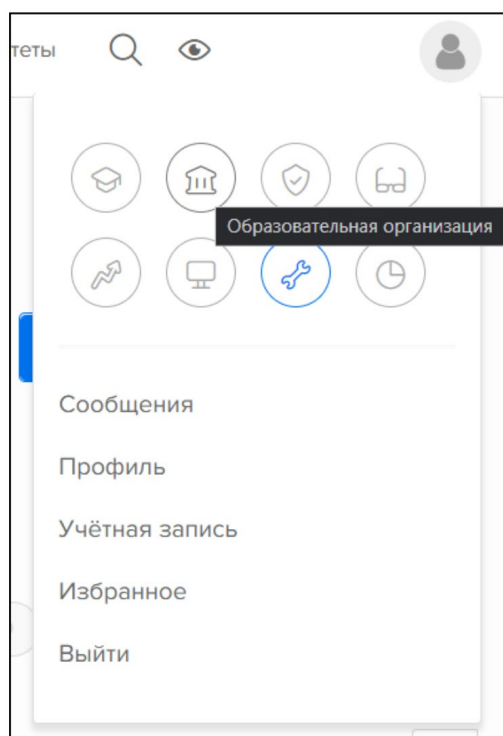 теты
Образовательная организация
Сообщения
Профиль
Учётная запись
Избранное
Выйти